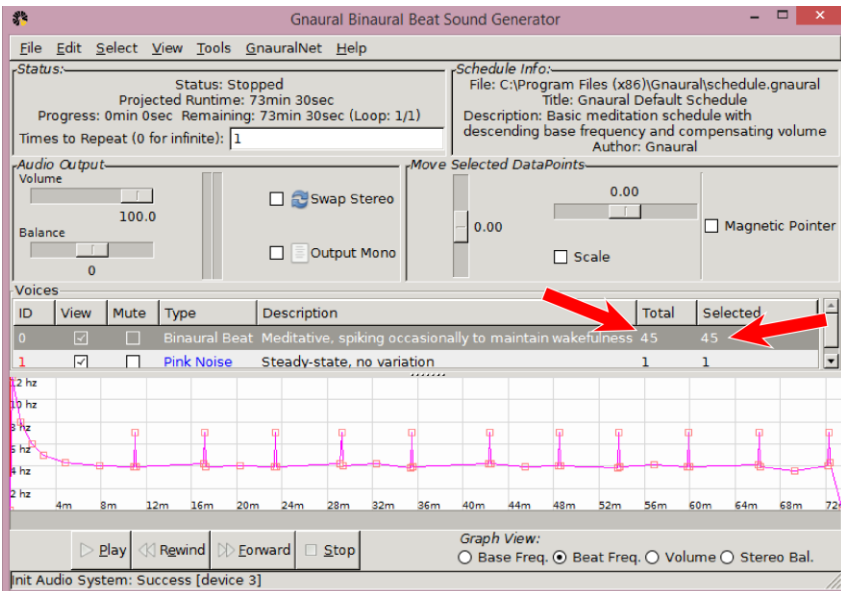 Gnaural Binaural Beat Sound Generator
File Edit Select View Tools GnauralNet Help
Status:
Status: Stopped
Projected Runtime: 73min 30sec
Progress: 0min 0sec Remaining: 73min 30sec (Loop: 1/1)
Times to Repeat (0 for infinite): 1
Schedule Info:
File: C:\Program Files (x86)\Gnaural\schedule.gnaural
Title: Gnaural Default Schedule
Description: Basic meditation schedule with
descending base frequency and compensating volume
Author: Gnaural
Audio Output
Volume
100.0
Balance
0
Swap Stereo
Output Mono
Move Selected DataPoints
0.00
0.00
Scale
Magnetic Pointer
Voices
ID View Mute Type Description Total Selected
0 Binaural Beat Meditative, spiking occasionally to maintain wakefulness 45 45
1 Pink Noise Steady-state, no variation 1 1
12 hz
10 hz
8 hz
6 hz
4 hz
2 hz
4m 8m 12m 16m 20m 24m 28m 32m 36m 40m 44m 48m 52m 56m 60m 64m 68m 72
Play Rewind Forward Stop
Graph View:
Base Freq. Beat Freq. Volume Stereo Bal.
Init Audio System: Success [device 3]